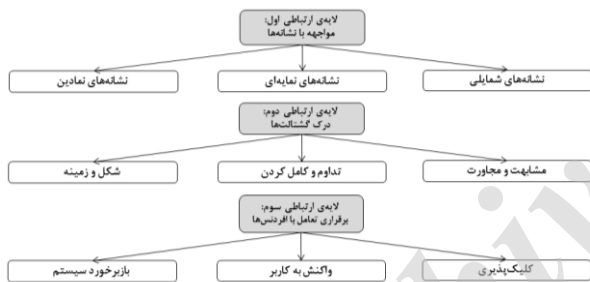 لایه‌ی ارتباطی اول:
مواجهه با نشانه‌ها
نشانه‌های شمایلی
نشانه‌های نمایه‌ای
نشانه‌های نمادین
لایه‌ی ارتباطی دوم:
درک گشتالت‌ها
مشابهت و مجاورت
تداوم و کامل کردن
شکل و زمینه
لایه‌ی ارتباطی سوم:
برقراری تعامل با افردنس‌ها
کلیک‌پذیری
واکنش به کاربر
بازبرخورد سیستم